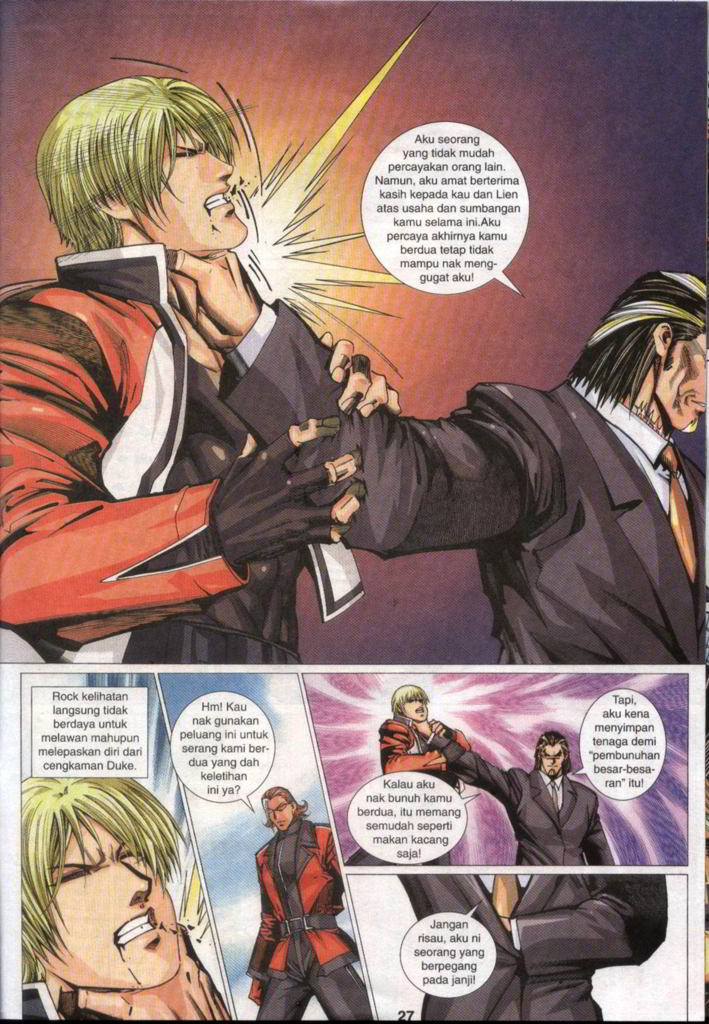 Aku seorang
yang tidak mudah
percayakan orang lain.
Namun, aku amat berterima
kasih kepada kau dan Lien
atas usaha dan sumbangan
kamu selama ini.Aku
percaya akhirnya kamu
berdua tetap tidak
mampu nak meng-
gugat aku!
Rock kelihatan
langsung tidak
berdaya untuk
melawan mahupun
melepaskan diri dari
cengkaman Duke.
Hm! Kau
nak gunakan
peluang ini untuk
serang kami ber-
dua yang dah
keletihan
ini ya?
Kalau aku
nak bunuh kamu
berdua, itu memang
semudah seperti
makan kacang
saja!
Tapi,
aku kena
menyimpan
tenaga demi
"pembunuhan
besar-besa-
ran" itu!
Jangan
risau, aku ni
seorang yang
berpegang
pada janji!
27